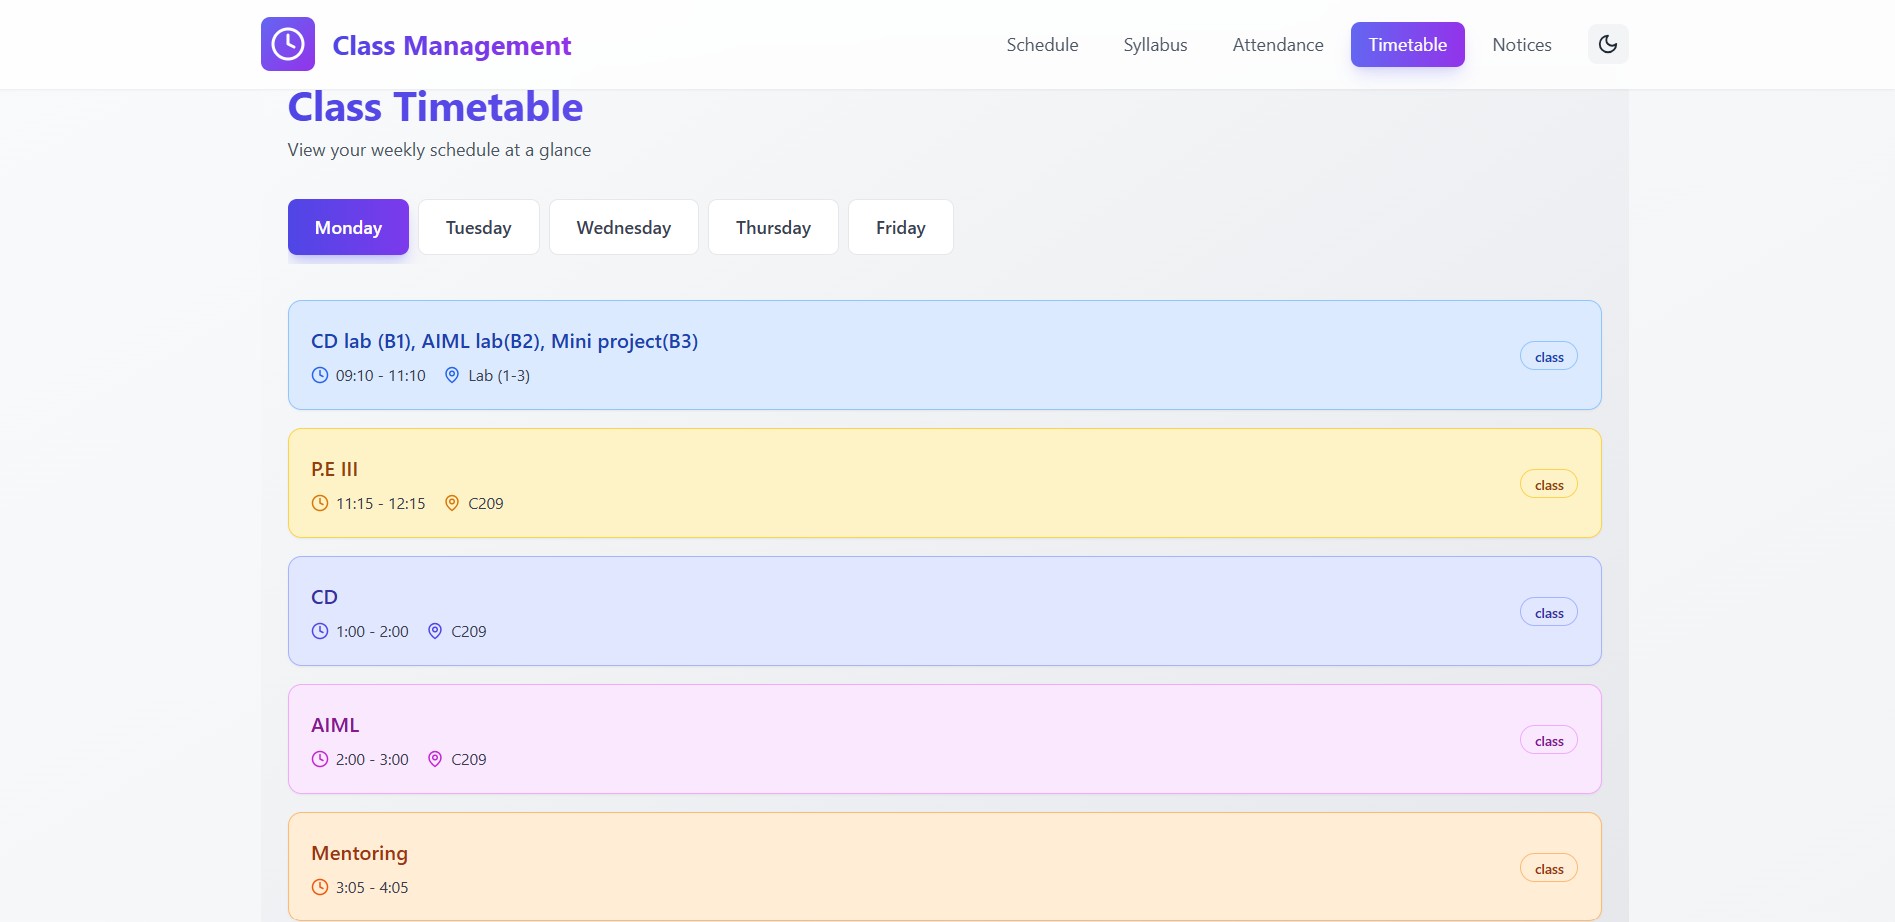 Class Management
Schedule Syllabus Attendance Timetable Notices
Class Timetable
View your weekly schedule at a glance
Monday Tuesday Wednesday Thursday Friday
CD lab (B1), AIML lab(B2), Mini project(B3)
09:10 - 11:10 Lab (1-3)
class
P.E III
11:15 - 12:15 C209
class
CD
1:00 - 2:00 C209
class
AIML
2:00 - 3:00 C209
class
Mentoring
3:05 - 4:05
class